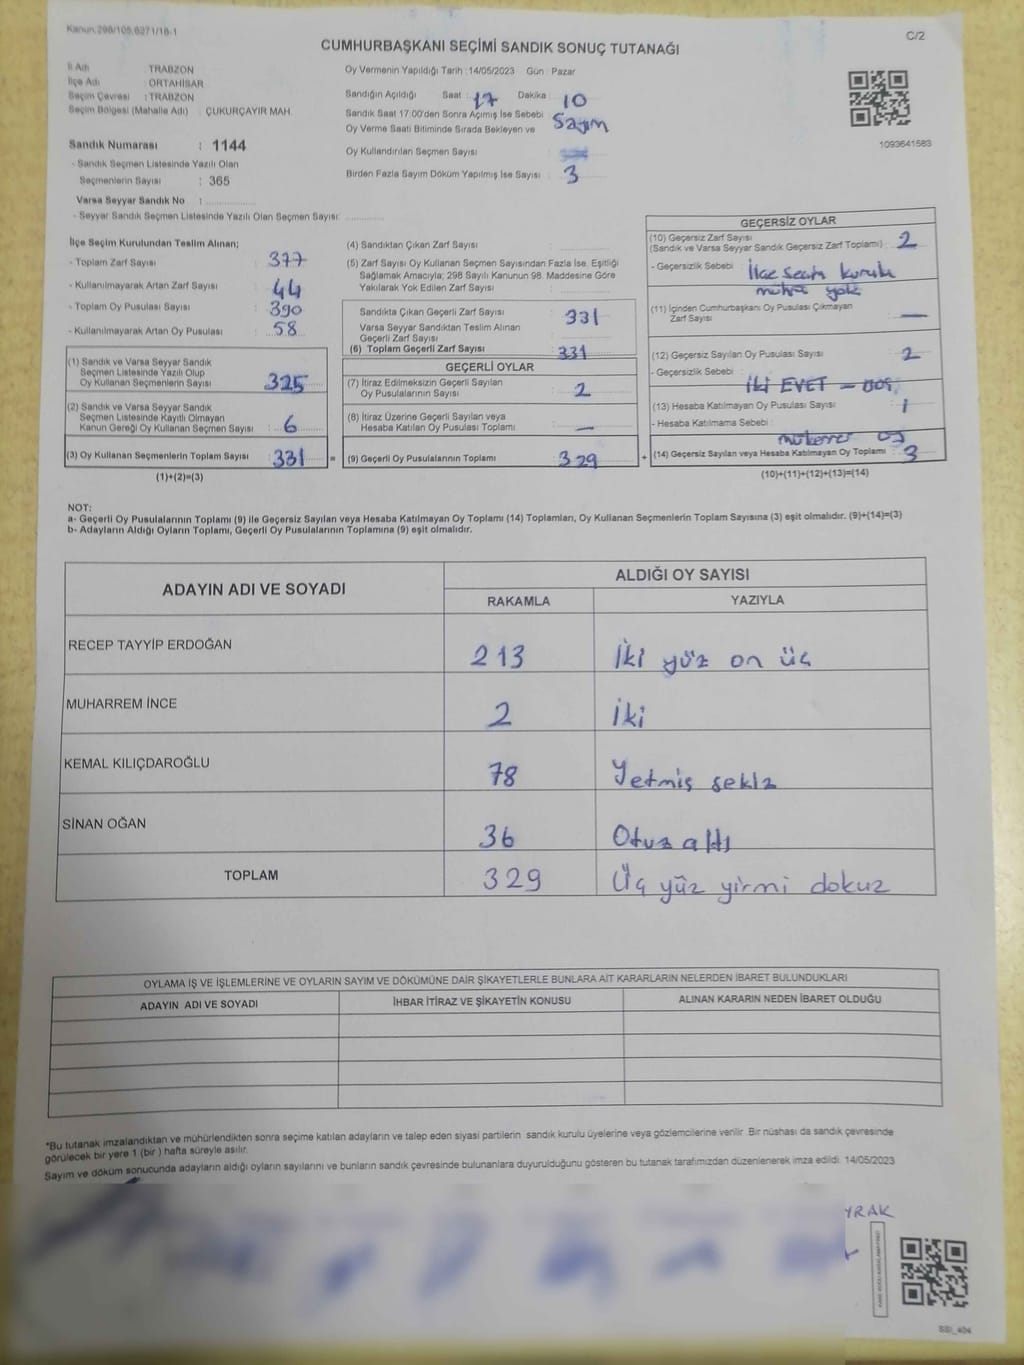 Kanun:298/105,6271/18-1
C/2
CUMHURBAŞKANI SEÇİMİ SANDIK SONUÇ TUTANAĞI
İl Adı : TRABZON
İlçe Adı : ORTAHİSAR
Seçim Çevresi : TRABZON
Seçim Bölgesi (Mahalle Adı) : ÇUKURÇAYIR MAH.
Sandık Numarası : 1144
- Sandık Seçmen Listesinde Yazılı Olan
Seçmenlerin Sayısı : 365
Varsa Seyyar Sandık No :
- Seyyar Sandık Seçmen Listesinde Yazılı Olan Seçmen Sayısı:
Oy Vermenin Yapıldığı Tarih :14/05/2023 Gün : Pazar
Sandığın Açıldığı Saat : 17 Dakika : 10
Sandık Saat 17:00'den Sonra Açımış İse Sebebi : Sayım
Oy Verme Saati Bitiminde Sırada Bekleyen ve
Oy Kullandırılan Seçmen Sayısı
Birden Fazla Sayım Döküm Yapılmış İse Sayısı : 3
1093641583
İlçe Seçim Kurulundan Teslim Alınan;
- Toplam Zarf Sayısı : 377
- Kullanılmayarak Artan Zarf Sayısı : 44
- Toplam Oy Pusulası Sayısı : 390
- Kullanılmayarak Artan Oy Pusulası : 58
(1) Sandık ve Varsa Seyyar Sandık
Seçmen Listesinde Yazılı Olup
Oy Kullanan Seçmenlerin Sayısı : 325
(2) Sandık ve Varsa Seyyar Sandık
Seçmen Listesinde Kayıtlı Olmayan
Kanun Gereği Oy Kullanan Seçmen Sayısı : 6
(3) Oy Kullanan Seçmenlerin Toplam Sayısı : 331 =
(1)+(2)=(3)
(4) Sandıktan Çıkan Zarf Sayısı
(5) Zarf Sayısı Oy Kullanan Seçmen Sayısından Fazla İse, Eşitliği
Sağlamak Amacıyla; 298 Sayılı Kanunun 98. Maddesine Göre
Yakılarak Yok Edilen Zarf Sayısı
Sandıkta Çıkan Geçerli Zarf Sayısı : 331
Varsa Seyyar Sandıktan Teslim Alınan
Geçerli Zarf Sayısı
(6) Toplam Geçerli Zarf Sayısı : 331
GEÇERLİ OYLAR
(7) İtiraz Edilmeksizin Geçerli Sayılan
Oy Pusulalarının Sayısı : 2
(8) İtiraz Üzerine Geçerli Sayılan veya
Hesaba Katılan Oy Pusulası Toplamı : —
(9) Geçerli Oy Pusulalarının Toplamı : 329 +
GEÇERSİZ OYLAR
(10) Geçersiz Zarf Sayısı
(Sandık ve Varsa Seyyar Sandık Geçersiz Zarf Toplamı) : 2
- Geçersizlik Sebebi : İlçe Seçim kurulu
mührü yok
(11) İçinden Cumhurbaşkanı Oy Pusulası Çıkmayan
Zarf Sayısı : —
(12) Geçersiz Sayılan Oy Pusulası Sayısı : 2
- Geçersizlik Sebebi : İKİ EVET -
(13) Hesaba Katılmayan Oy Pusulası Sayısı : 1
- Hesaba Katılmama Sebebi : mükerrer oy
(14) Geçersiz Sayılan veya Hesaba Katılmayan Oy Toplamı : 3
(10)+(11)+(12)+(13)=(14)
NOT:
a- Geçerli Oy Pusulalarının Toplamı (9) ile Geçersiz Sayılan veya Hesaba Katılmayan Oy Toplamı (14) Toplamları, Oy Kullanan Seçmenlerin Toplam Sayısına (3) eşit olmalıdır. (9)+(14)=(3)
b- Adayların Aldığı Oyların Toplamı, Geçerli Oy Pusulalarının Toplamına (9) eşit olmalıdır.
ADAYIN ADI VE SOYADI
ALDIĞI OY SAYISI
RAKAMLA YAZIYLA
RECEP TAYYİP ERDOĞAN 213 İki yüz on üç
MUHARREM İNCE 2 İki
KEMAL KILIÇDAROĞLU 78 Yetmiş sekiz
SİNAN OĞAN 36 Otuz altı
TOPLAM 329 Üç yüz yirmi dokuz
OYLAMA İŞ VE İŞLEMLERİNE VE OYLARIN SAYIM VE DÖKÜMÜNE DAİR ŞİKAYETLERLE BUNLARA AİT KARARLARIN NELERDEN İBARET BULUNDUKLARI
ADAYIN ADI VE SOYADI İHBAR İTİRAZ VE ŞİKAYETİN KONUSU ALINAN KARARIN NEDEN İBARET OLDUĞU
*Bu tutanak imzalandıktan ve mühürlendikten sonra seçime katılan adayların ve talep eden siyasi partilerin sandık kurulu üyelerine veya gözlemcilerine verilir. Bir nüshası da sandık çevresinde
görülecek bir yere 1 (bir ) hafta süreyle asılır.
Sayım ve döküm sonucunda adayların aldığı oyların sayılarını ve bunların sandık çevresinde bulunanlara duyurulduğunu gösteren bu tutanak tarafımızdan düzenlenerek imza edildi. 14/05/2023
YRAK
SSI_404